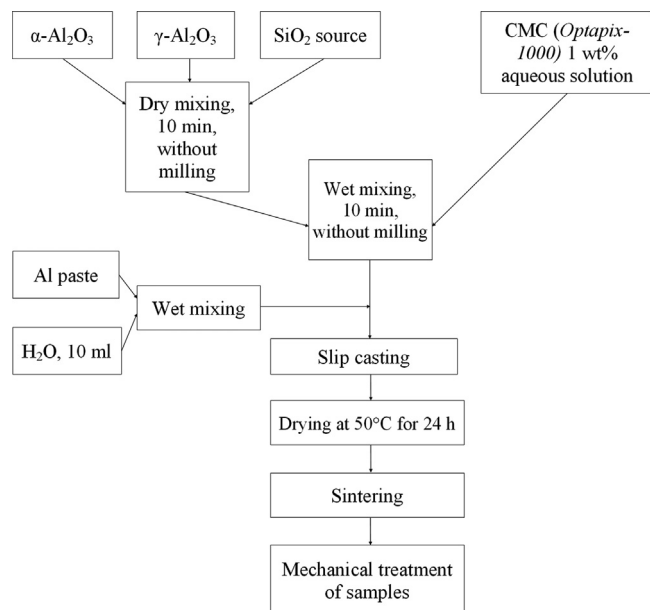 α-Al₂O₃
γ-Al₂O₃
SiO₂ source
CMC (Optapix-
1000) 1 wt%
aqueous solution
Dry mixing,
10 min,
without
milling
Wet mixing,
10 min,
without milling
Al paste
Wet mixing
H₂O, 10 ml
Slip casting
Drying at 50°C for 24 h
Sintering
Mechanical treatment
of samples